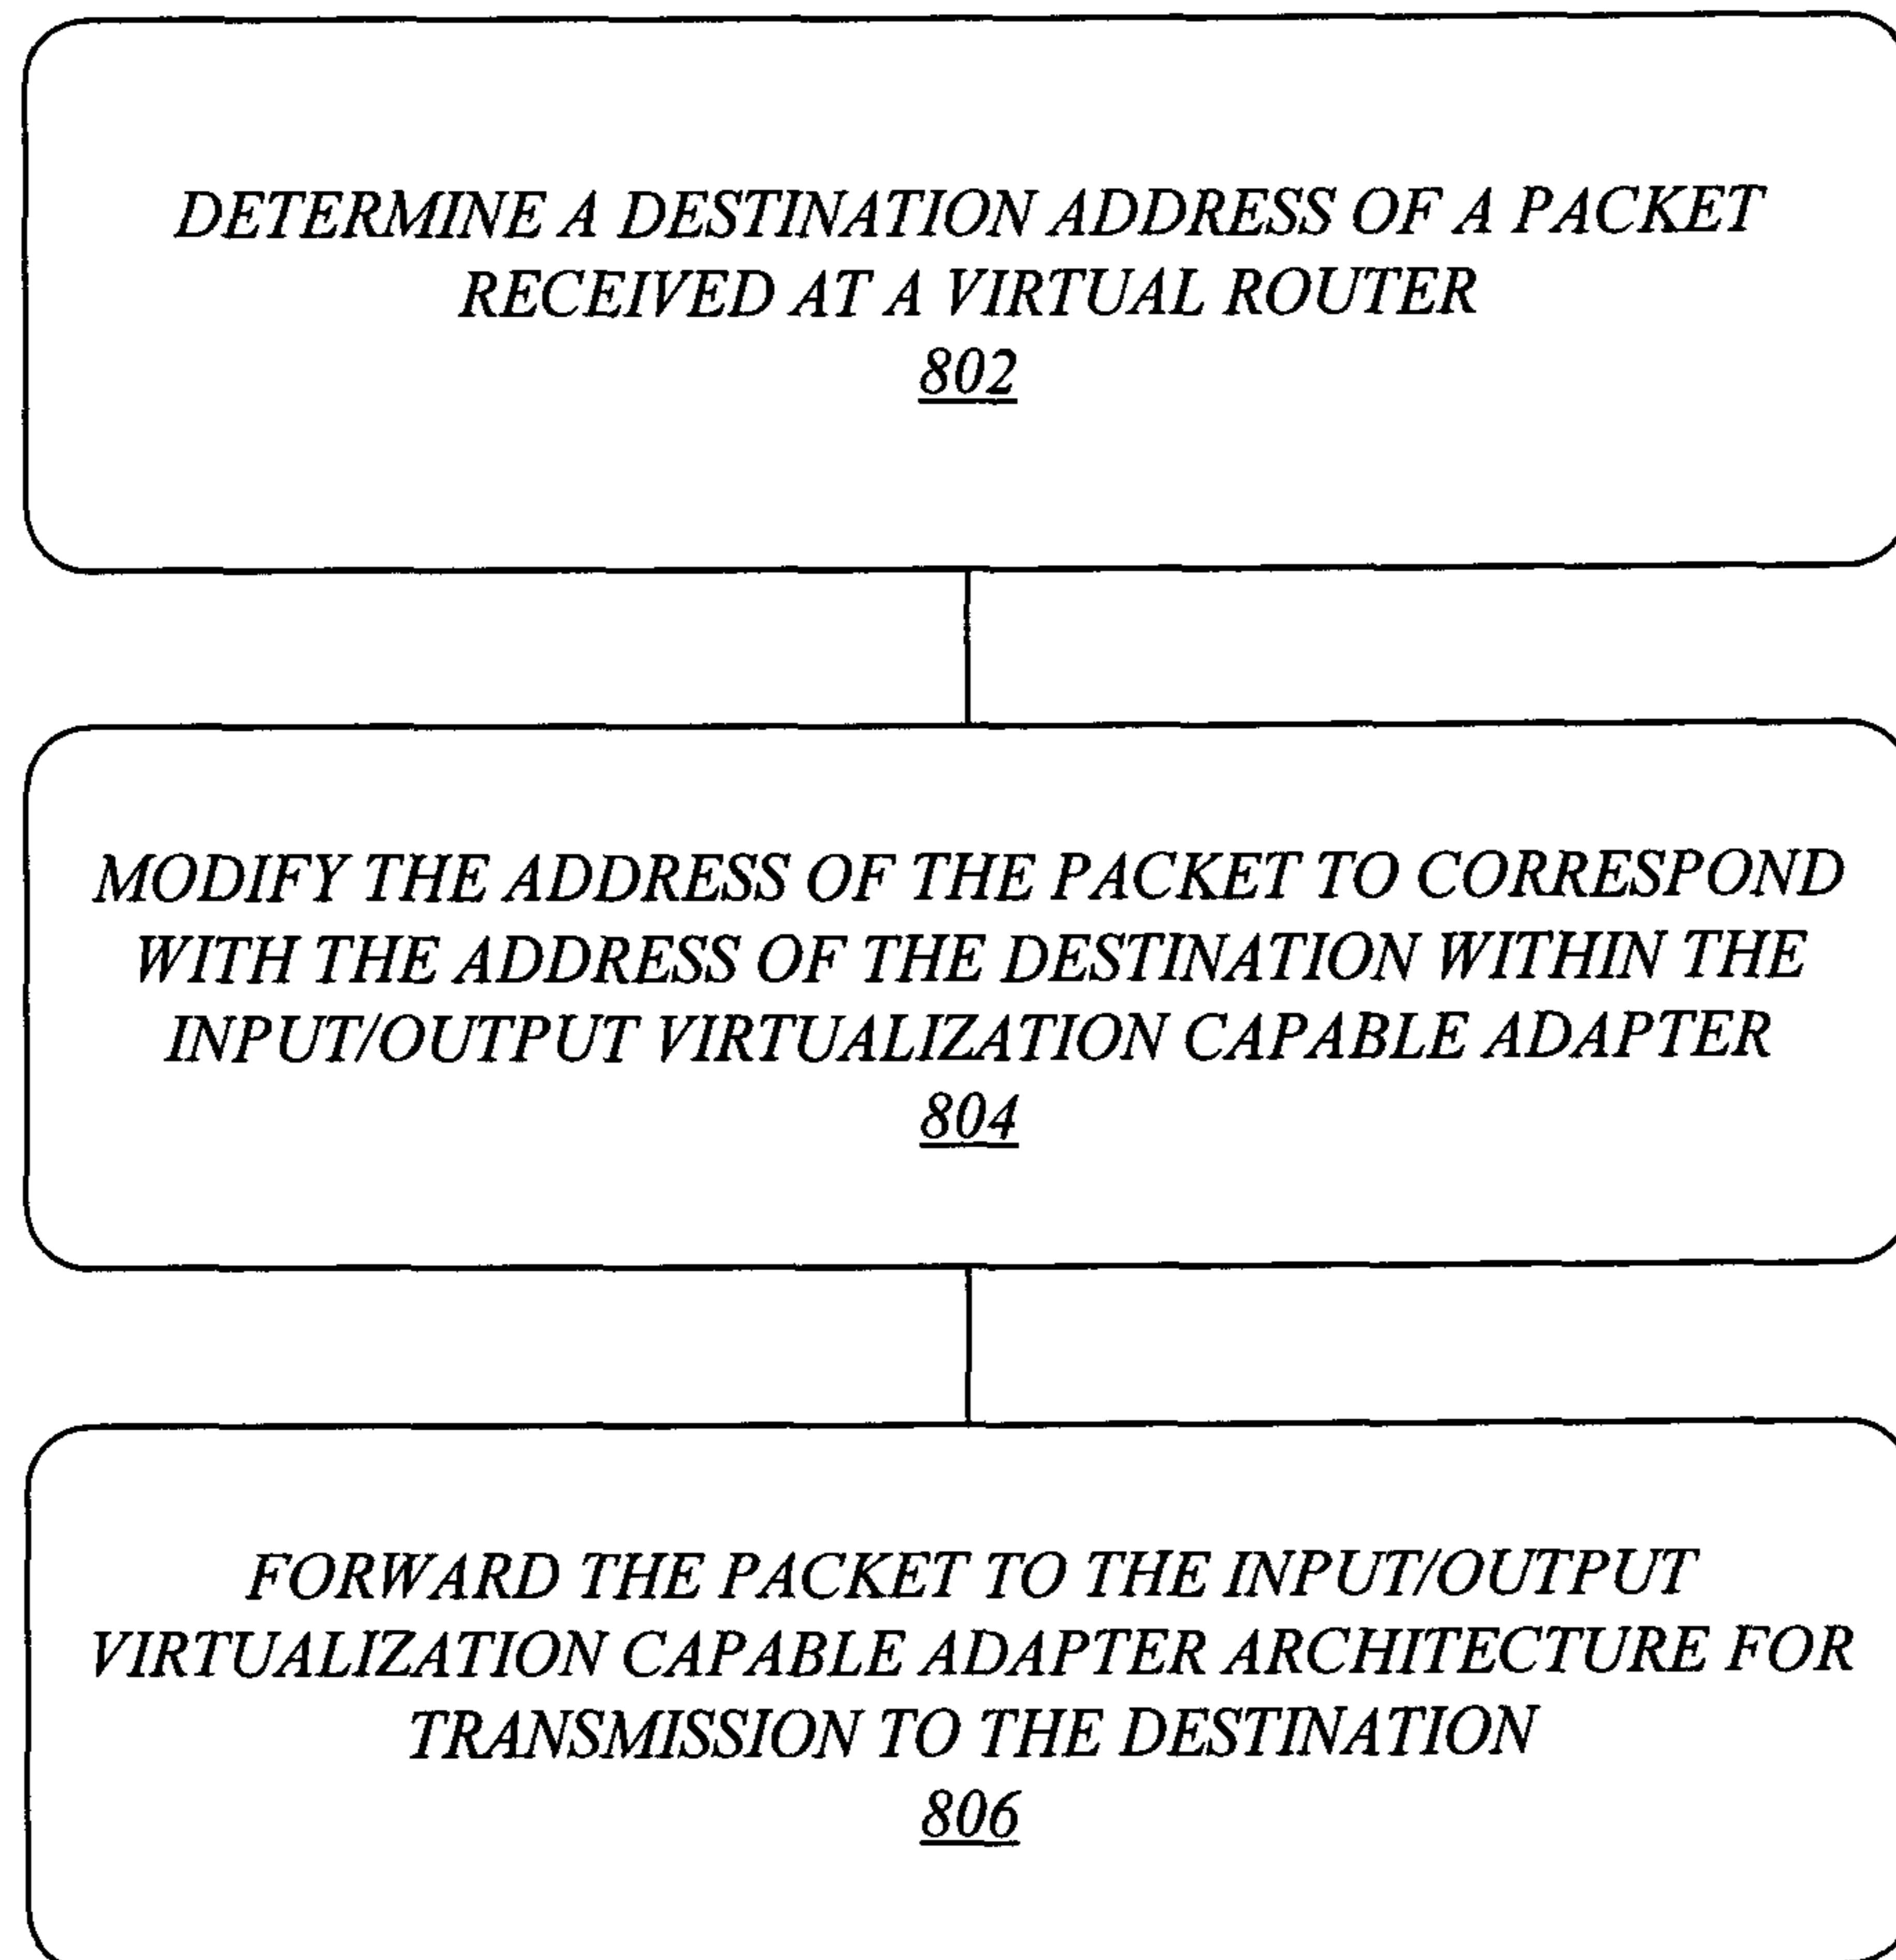 DETERMINE A DESTINATION ADDRESS OF A PACKET
RECEIVED AT A VIRTUAL ROUTER
802
MODIFY THE ADDRESS OF THE PACKET TO CORRESPOND
WITH THE ADDRESS OF THE DESTINATION WITHIN THE
INPUT/OUTPUT VIRTUALIZATION CAPABLE ADAPTER
804
FORWARD THE PACKET TO THE INPUT/OUTPUT
VIRTUALIZATION CAPABLE ADAPTER ARCHITECTURE FOR
TRANSMISSION TO THE DESTINATION
806